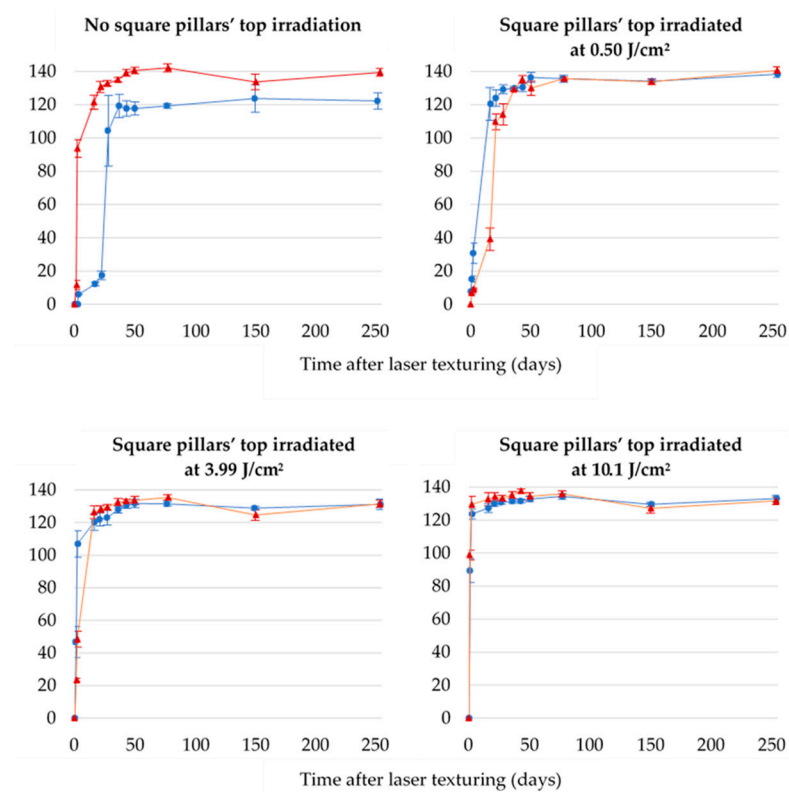 No square pillars' top irradiation
140
120
100
80
60
40
20
0
0 50 100 150 200 250
Square pillars' top irradiated
at 0.50 J/cm²
140
120
100
80
60
40
20
0
0 50 100 150 200 250
Time after laser texturing (days)
Square pillars' top irradiated
at 3.99 J/cm²
140
120
100
80
60
40
20
0
0 50 100 150 200 250
Square pillars' top irradiated
at 10.1 J/cm²
140
120
100
80
60
40
20
0
0 50 100 150 200 250
Time after laser texturing (days)